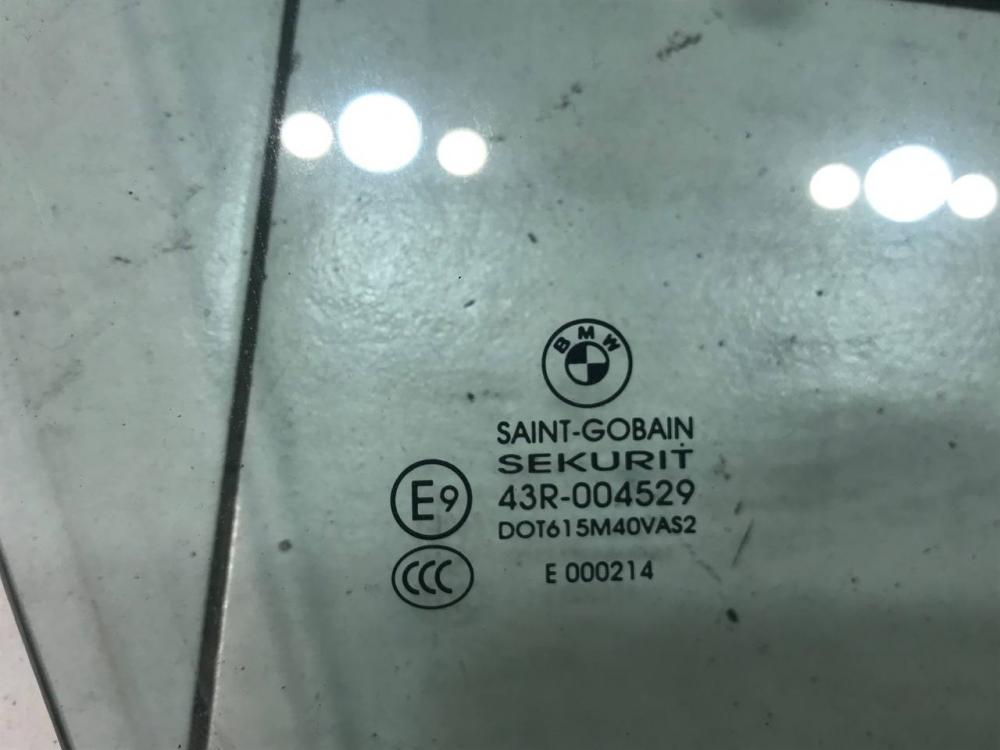 BMW
SAINT-GOBAIN
SEKURIT
E9
43R-004529
DOT615M40VAS2
CCC
E 000214